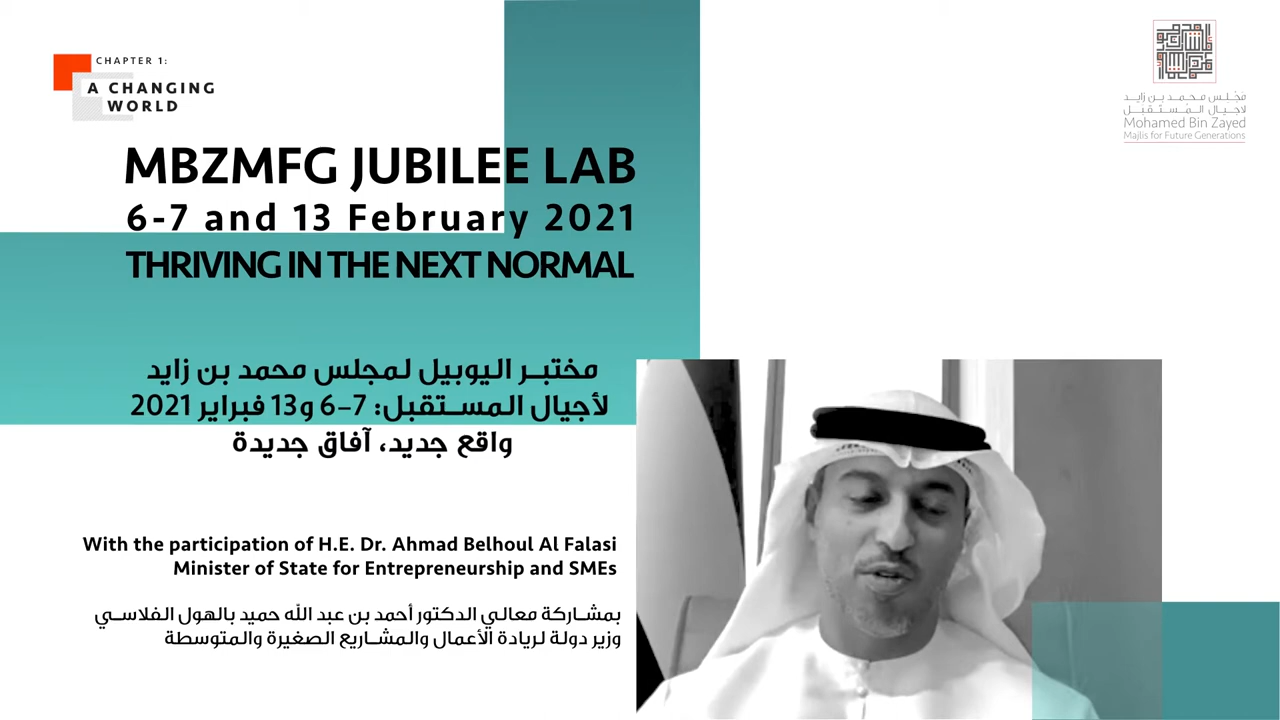 CHAPTER 1:
A CHANGING
WORLD
مجلس محمد بن زايد
لأجيال المستقبل
Mohamed Bin Zayed
Majlis for Future Generations
MBZMFG JUBILEE LAB
6-7 and 13 February 2021
THRIVING IN THE NEXT NORMAL
مختبر اليوبيل لمجلس محمد بن زايد
لأجيال المستقبل: 7-6 و13 فبراير 2021
واقع جديد، آفاق جديدة
With the participation of H.E. Dr. Ahmad Belhoul Al Falasi
Minister of State for Entrepreneurship and SMEs
بمشاركة معالي الدكتور أحمد بن عبد الله حميد بالهول الفلاسي
وزير دولة لريادة الأعمال والمشاريع الصغيرة والمتوسطة